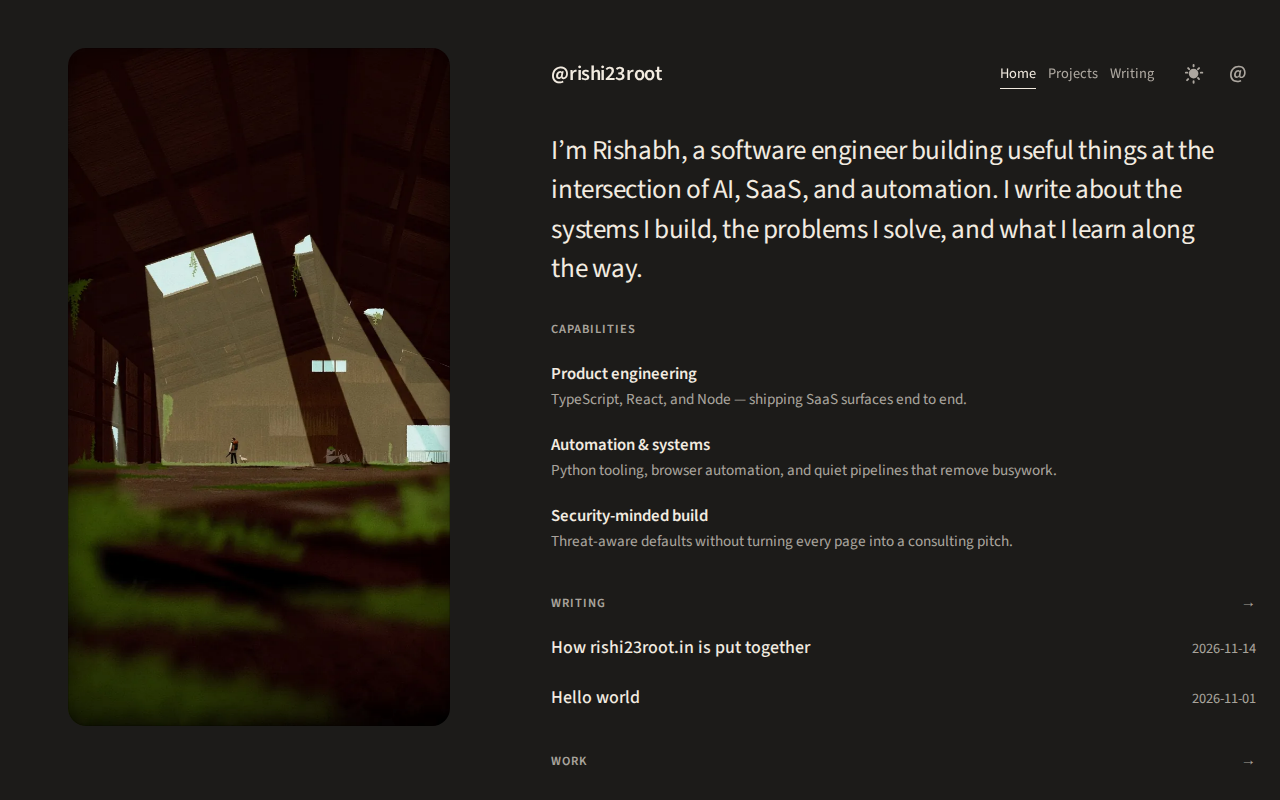 @rishi23root
Home Projects Writing @
I’m Rishabh, a software engineer building useful things at the
intersection of AI, SaaS, and automation. I write about the
systems I build, the problems I solve, and what I learn along
the way.
CAPABILITIES
Product engineering
TypeScript, React, and Node — shipping SaaS surfaces end to end.
Automation & systems
Python tooling, browser automation, and quiet pipelines that remove busywork.
Security-minded build
Threat-aware defaults without turning every page into a consulting pitch.
WRITING →
How rishi23root.in is put together 2026-11-14
Hello world 2026-11-01
WORK →